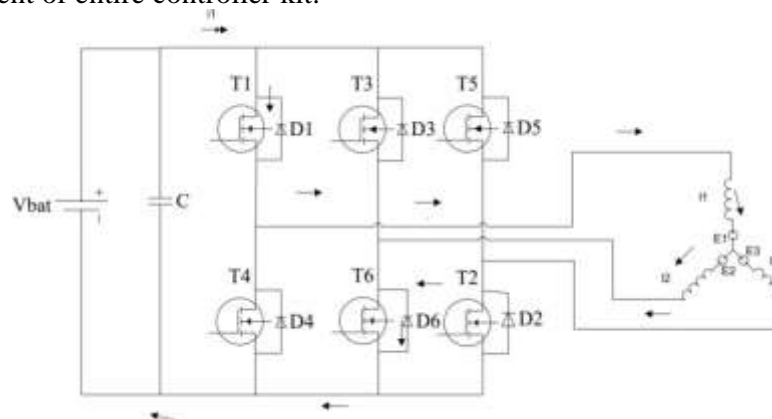 ent of entire controller kit.
I1
T1 T3 T5
D1 D3 D5
+
Vbat C
I1
E1
E3
E2
I2
T4 T6 T2
D4 D6 D2